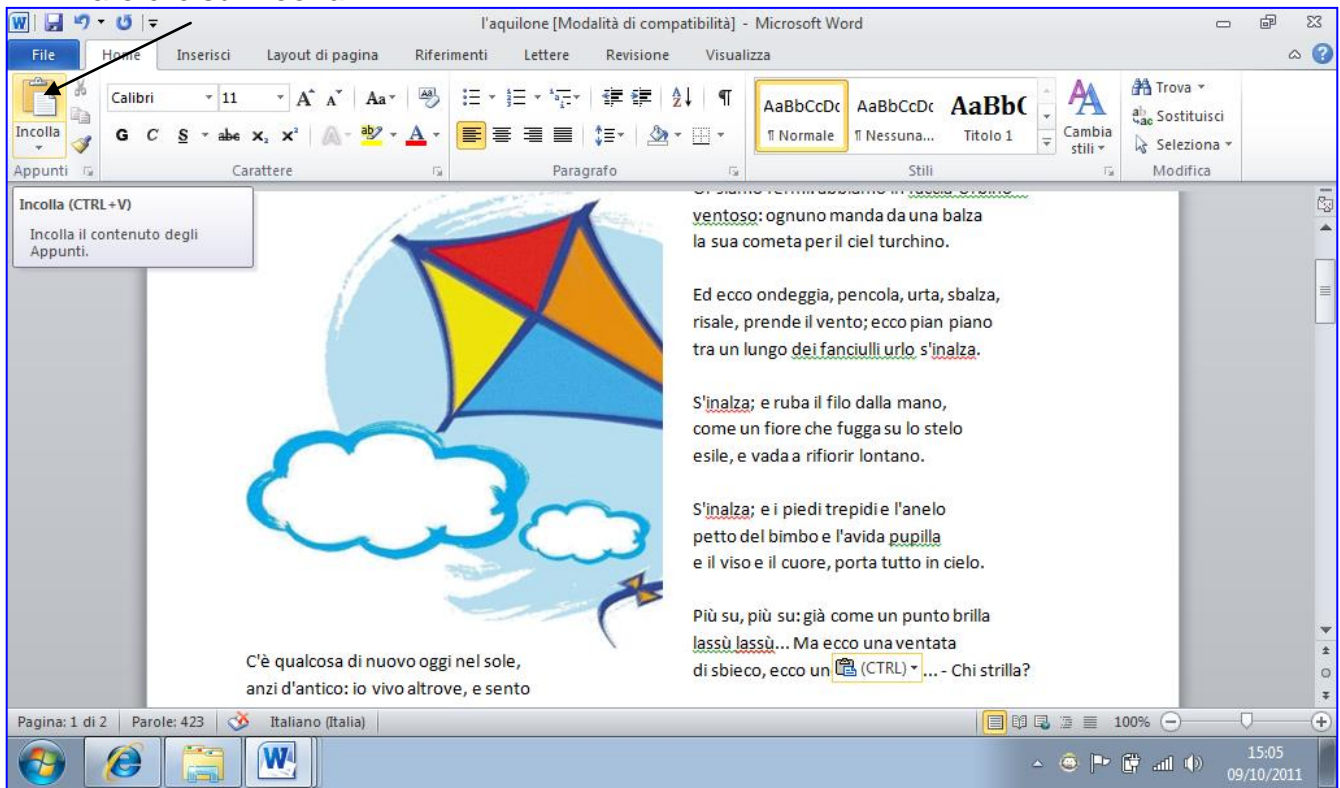 l'aquilone [Modalità di compatibilità] - Microsoft Word
File Home Inserisci Layout di pagina Riferimenti Lettere Revisione Visualizza
Incolla
Calibri 11 A A Aa
G C S abc x₂ x² A ab A
AaBbCcDc AaBbCcDc AaBbC
¶ Normale ¶ Nessuna... Titolo 1
Cambia stili
Trova
Sostituisci
Seleziona
Appunti Carattere Paragrafo Stili Modifica
Incolla (CTRL+V)
Incolla il contenuto degli
Appunti.
ventoso: ognuno manda da una balza
la sua cometa per il ciel turchino.
Ed ecco ondeggia, pencola, urta, sbalza,
risale, prende il vento; ecco pian piano
tra un lungo dei fanciulli urlo s'inalza.
S'inalza; e ruba il filo dalla mano,
come un fiore che fugga su lo stelo
esile, e vada a rifiorir lontano.
S'inalza; e i piedi trepidi e l'anelo
petto del bimbo e l'avida pupilla
e il viso e il cuore, porta tutto in cielo.
Più su, più su: già come un punto brilla
lassù lassù... Ma ecco una ventata
di sbieco, ecco un (CTRL) ... - Chi strilla?
C'è qualcosa di nuovo oggi nel sole,
anzi d'antico: io vivo altrove, e sento
Pagina: 1 di 2 Parole: 423 Italiano (Italia) 100%
15:05
09/10/2011